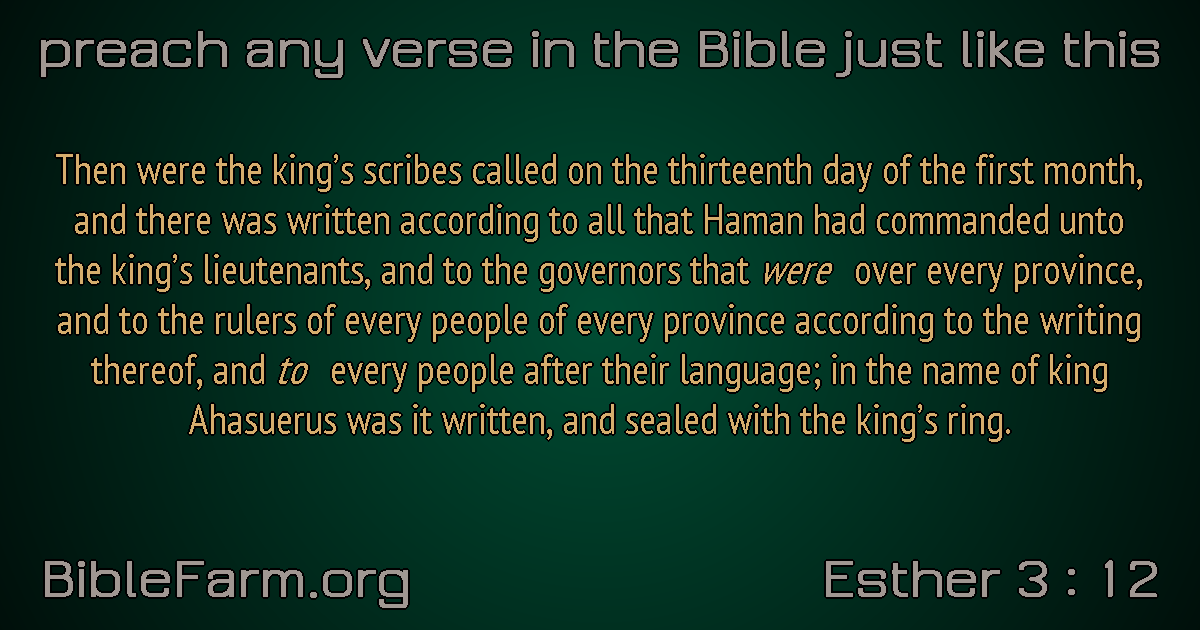 preach any verse in the Bible just like this
Then were the king’s scribes called on the thirteenth day of the first month,
and there was written according to all that Haman had commanded unto
the king’s lieutenants, and to the governors that were over every province,
and to the rulers of every people of every province according to the writing
thereof, and to every people after their language; in the name of king
Ahasuerus was it written, and sealed with the king’s ring.
BibleFarm.org
Esther 3 : 12